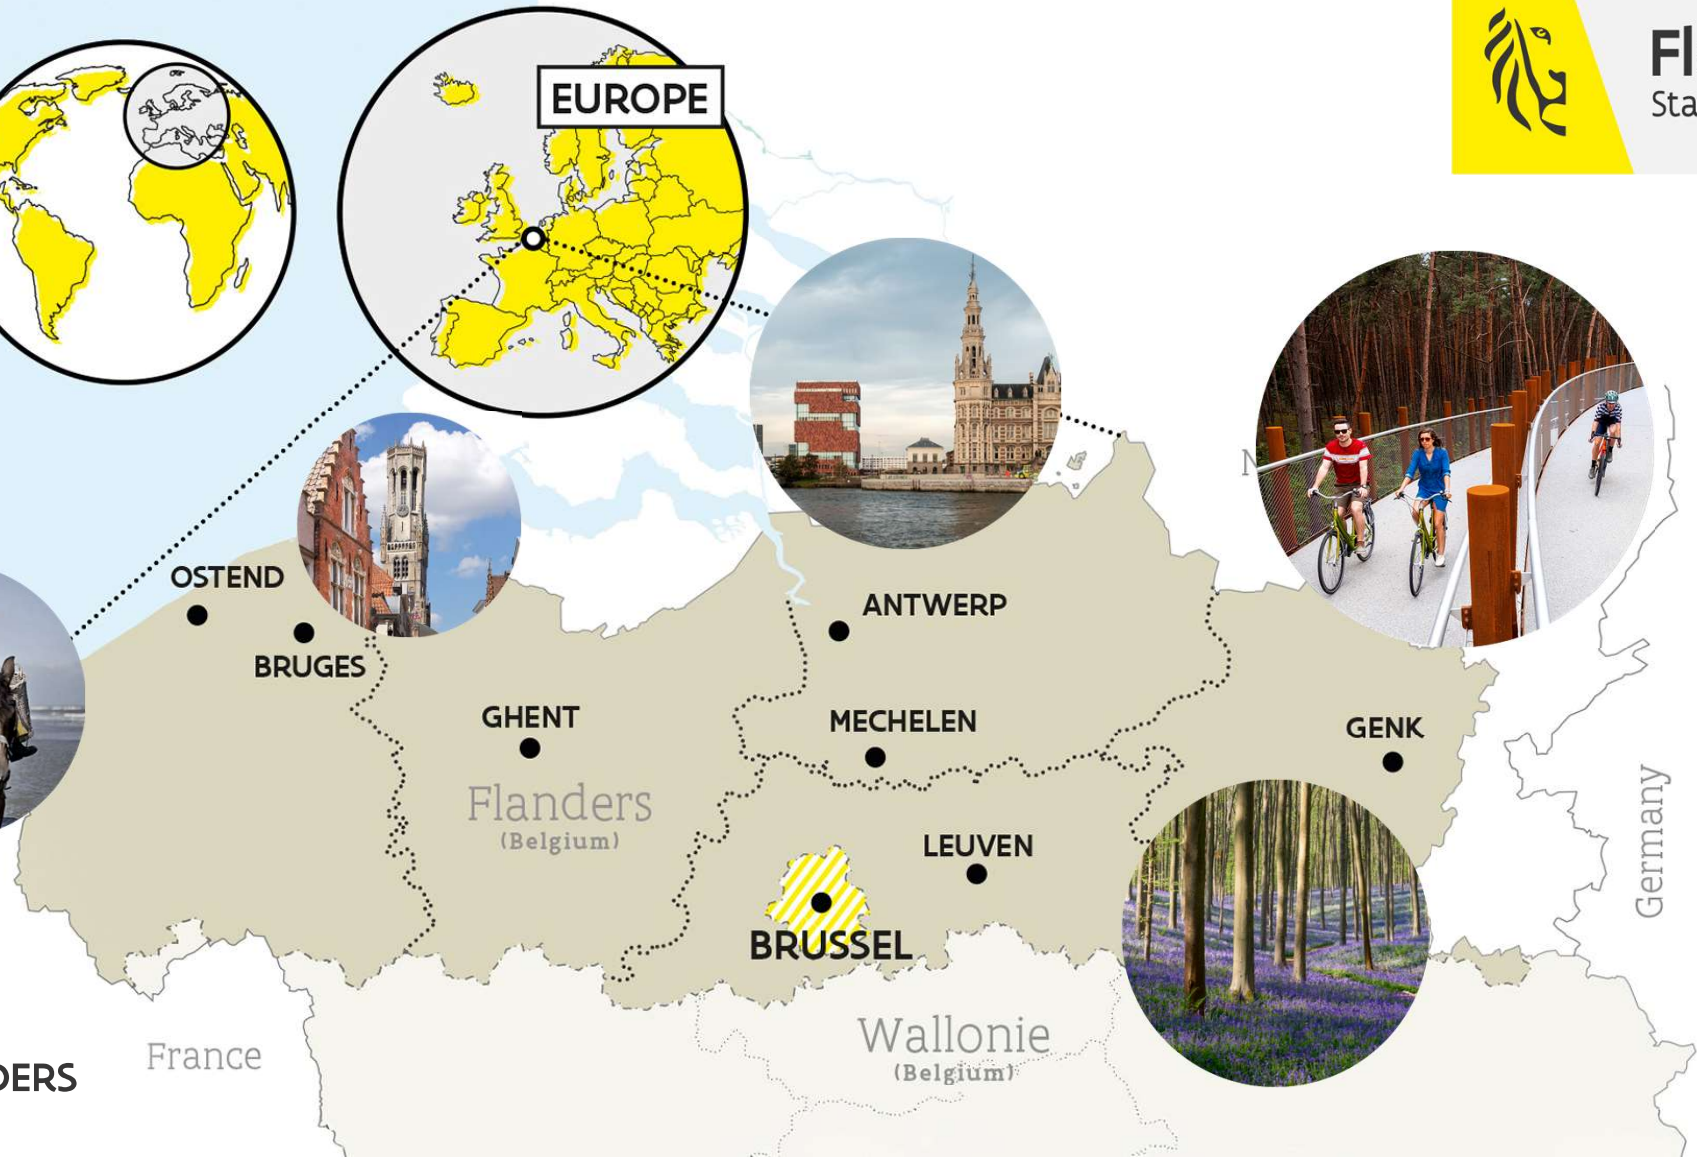 EUROPE
Fl
Sta
OSTEND
BRUGES
ANTWERP
GHENT
MECHELEN
GENK
Flanders
(Belgium)
LEUVEN
BRUSSEL
Germany
Wallonie
(Belgium)
France
DERS